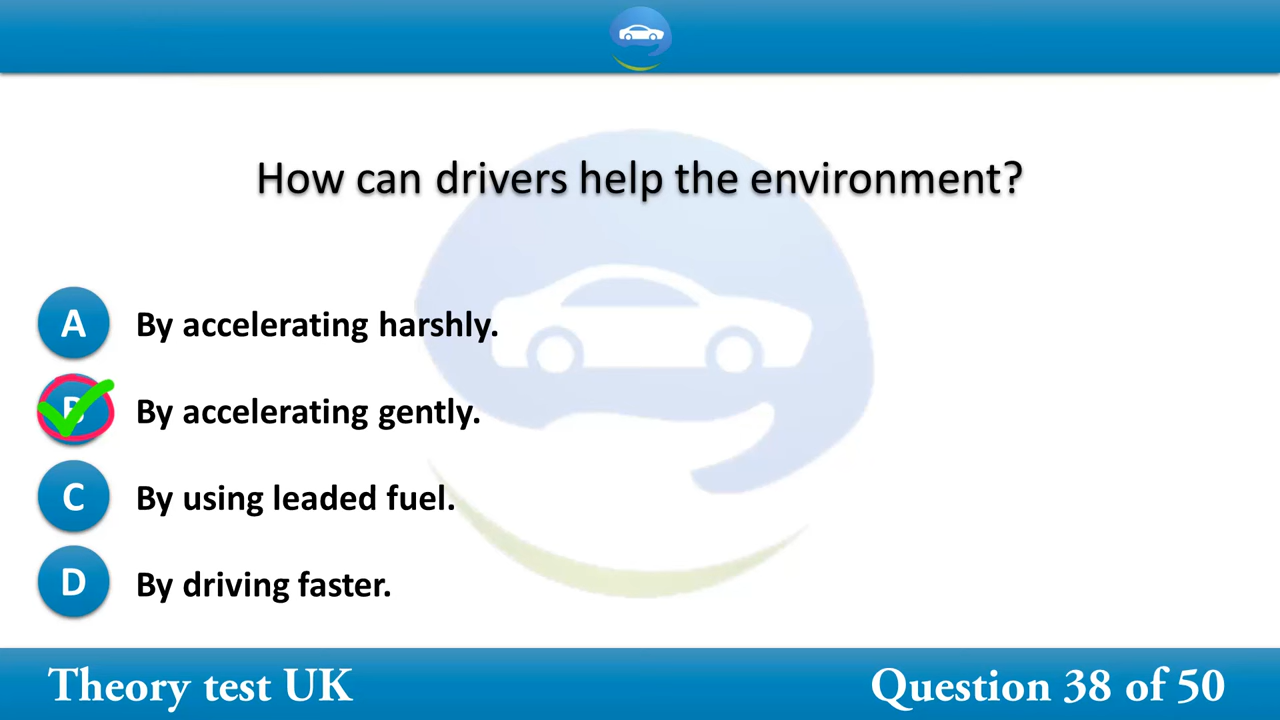 How can drivers help the environment?
A By accelerating harshly.
B By accelerating gently.
C By using leaded fuel.
D By driving faster.
Theory test UK Question 38 of 50